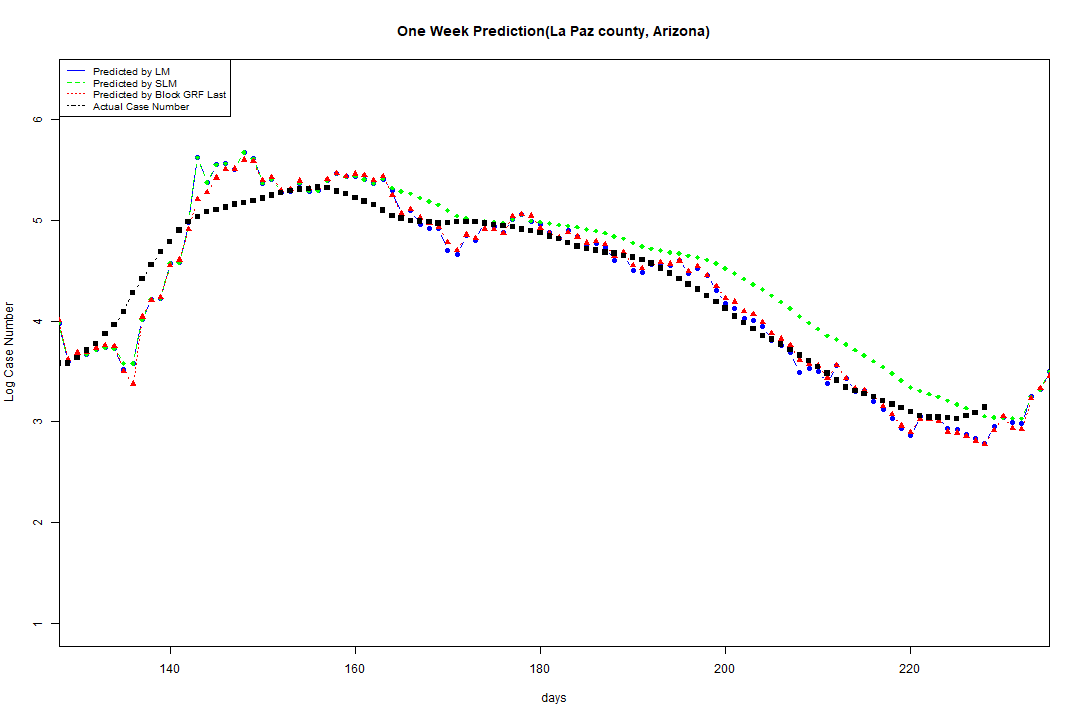 One Week Prediction(La Paz county, Arizona)
Predicted by LM
Predicted by SLM
Predicted by Block GRF Last
Actual Case Number
6
5
4
3
2
1
Log Case Number
140 160 180 200 220
days